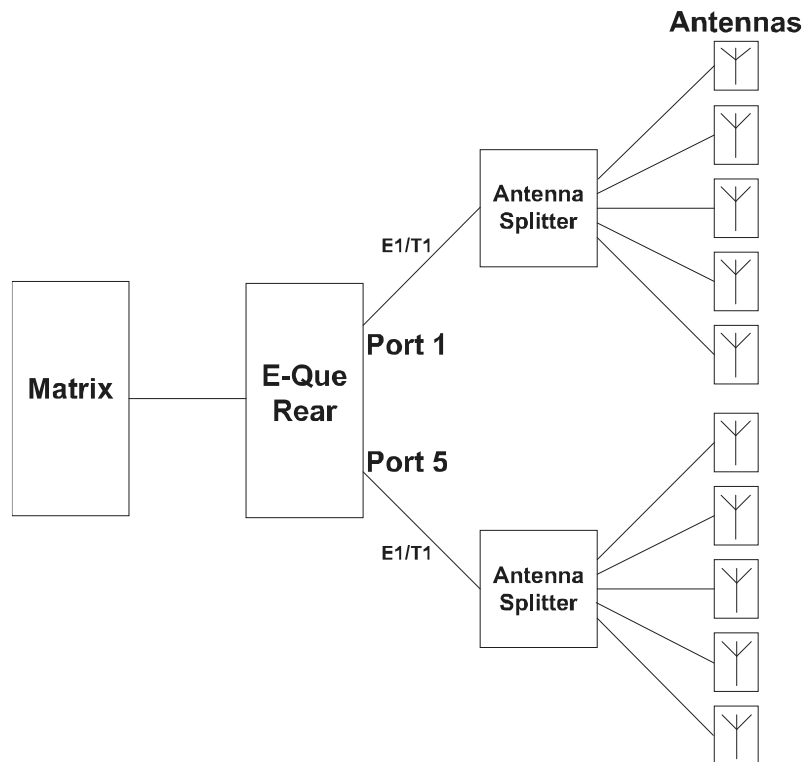 Antennas
Antenna
Splitter
E1/T1
Port 1
Matrix
E-Que
Rear
Port 5
E1/T1
Antenna
Splitter